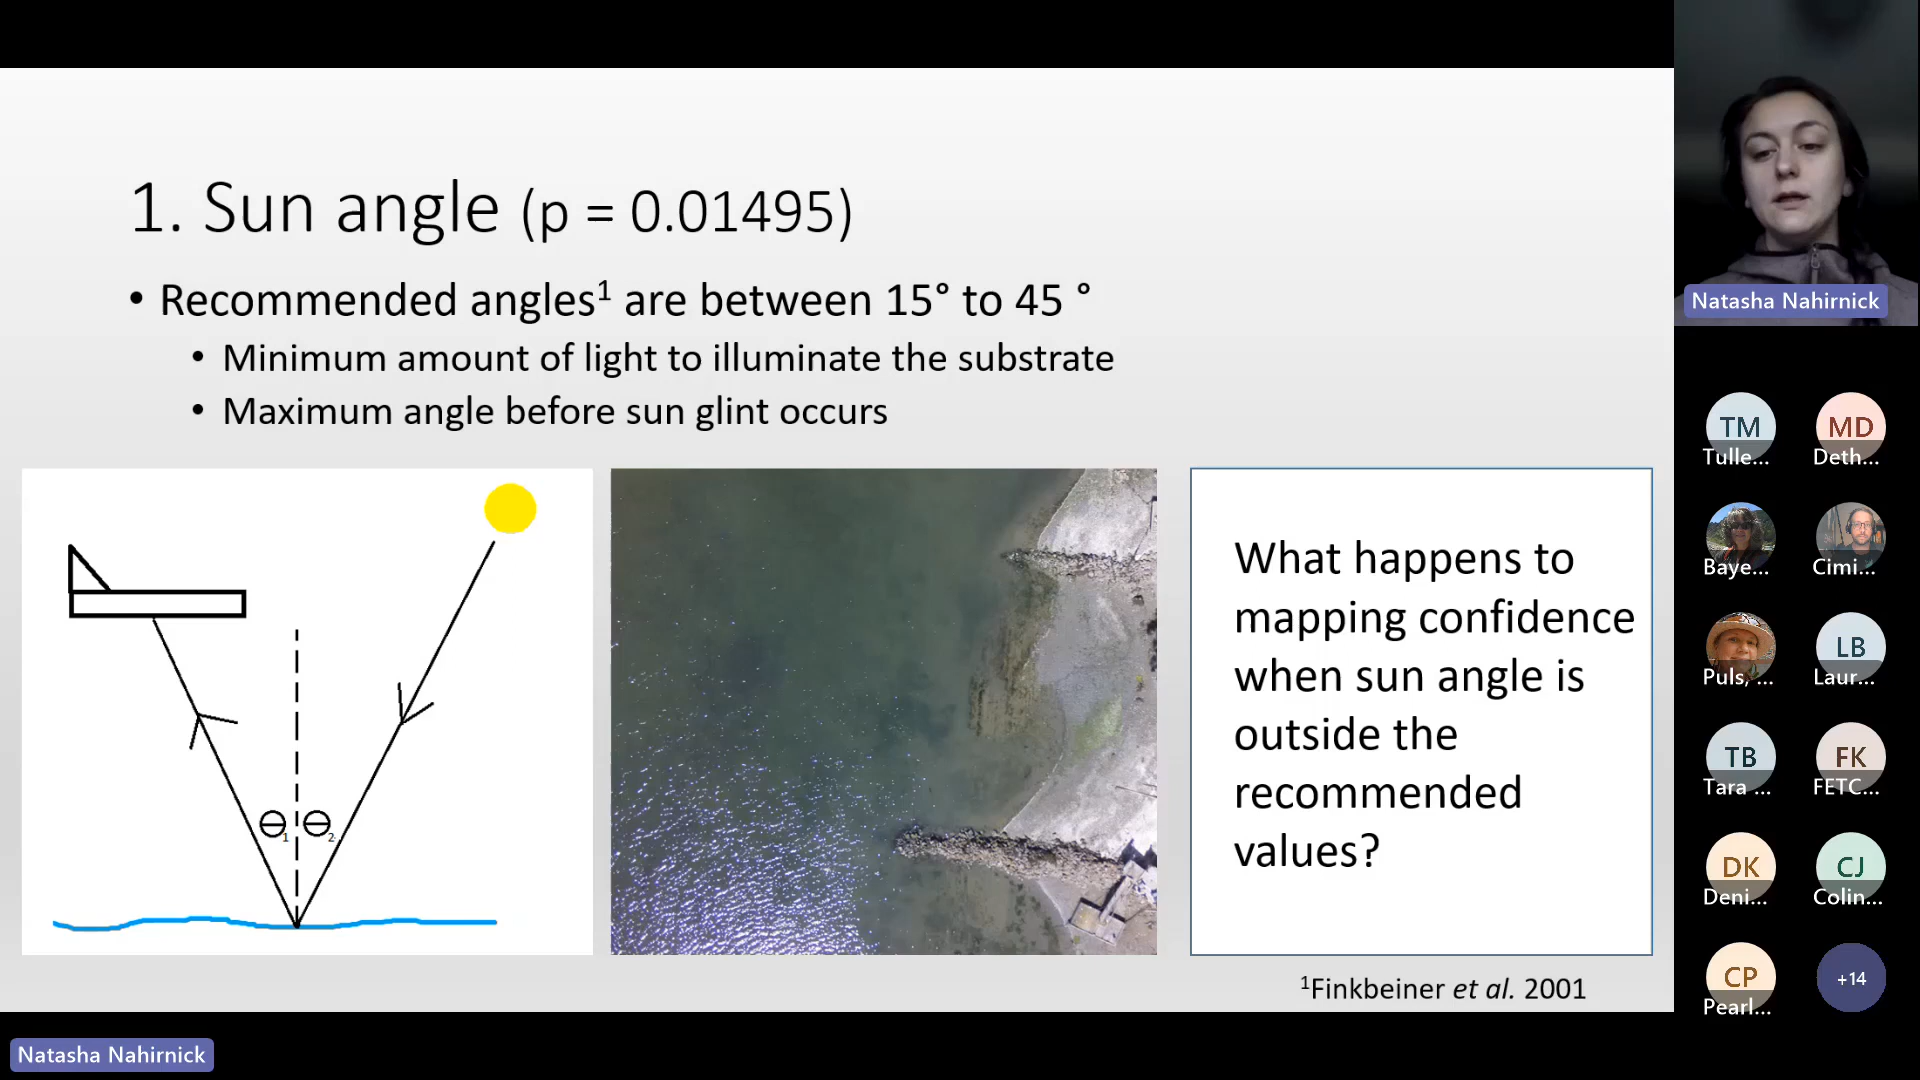 1. Sun angle (p = 0.01495)
• Recommended angles¹ are between 15° to 45 °
• Minimum amount of light to illuminate the substrate
• Maximum angle before sun glint occurs
Θ1 Θ2
What happens to
mapping confidence
when sun angle is
outside the
recommended
values?
¹Finkbeiner et al. 2001
Natasha Nahirnick
Natasha Nahirnick
TM MD
Tulle... Deth...
Baye... Cimi...
LB
Puls, ... Laur...
TB FK
Tara ... FETC...
DK CJ
Deni... Colin...
CP +14
Pearl...